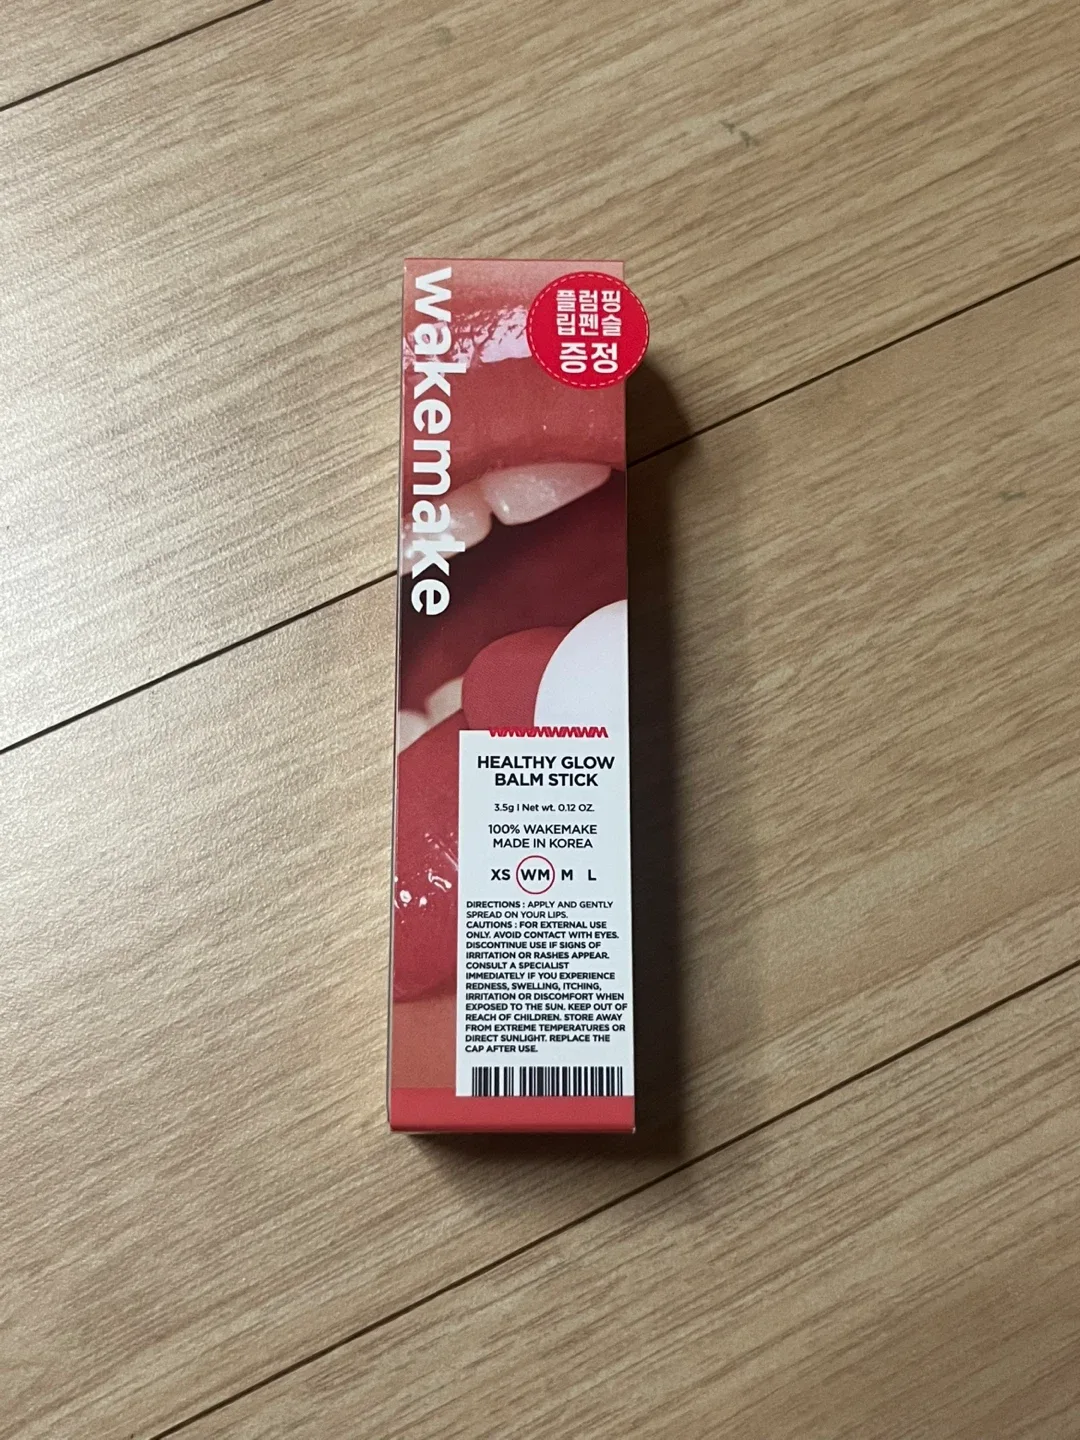 wakemake
플럼핑
립펜슬
증정
WMWMWMWM
HEALTHY GLOW
BALM STICK
3.5g I Net wt. 0.12 OZ.
100% WAKEMAKE
MADE IN KOREA
XS WM M L
DIRECTIONS : APPLY AND GENTLY
SPREAD ON YOUR LIPS.
CAUTIONS : FOR EXTERNAL USE
ONLY. AVOID CONTACT WITH EYES.
DISCONTINUE USE IF SIGNS OF
IRRITATION OR RASHES APPEAR.
CONSULT A SPECIALIST
IMMEDIATELY IF YOU EXPERIENCE
REDNESS, SWELLING, ITCHING,
IRRITATION OR DISCOMFORT WHEN
EXPOSED TO THE SUN. KEEP OUT OF
REACH OF CHILDREN. STORE AWAY
FROM EXTREME TEMPERATURES OR
DIRECT SUNLIGHT. REPLACE THE
CAP AFTER USE.